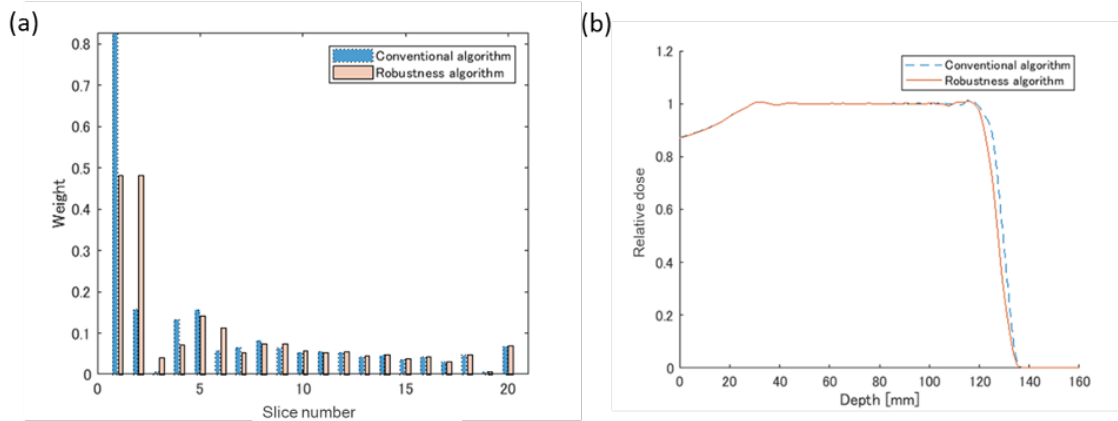 (a)
Conventional algorithm
Robustness algorithm
0.8
0.7
0.6
0.5
0.4
0.3
0.2
0.1
0
Weight
0 5 10 15 20
Slice number
(b)
Conventional algorithm
Robustness algorithm
1.2
1
0.8
0.6
0.4
0.2
0
Relative dose
0 20 40 60 80 100 120 140 160
Depth [mm]